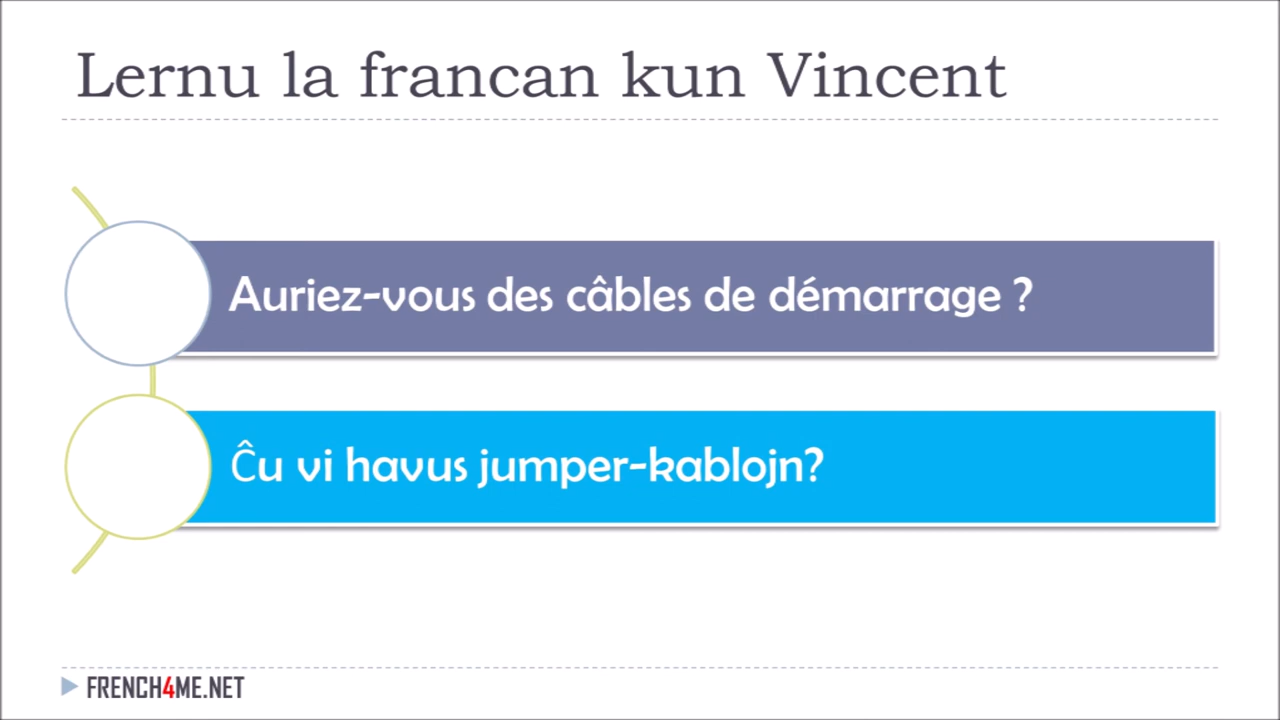 Lernu la francan kun Vincent
Auriez-vous des câbles de démarrage ?
Ĉu vi havus jumper-kablojn?
FRENCH4ME.NET